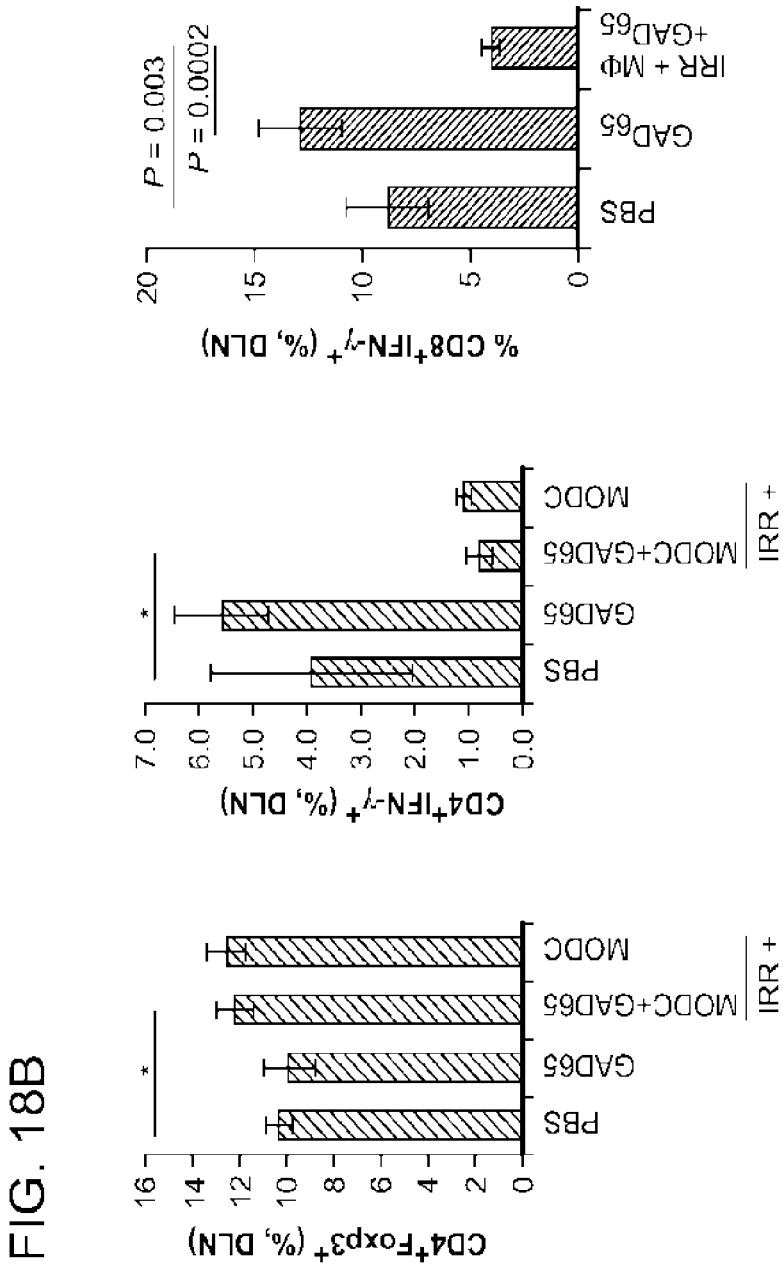 FIG. 18B
CD4⁺Foxp3⁺ (%, DLN)
16
14
12
10
8
6
4
2
0
*
PBS
GAD65
MODC+GAD65
MODC
IRR +
CD4⁺IFN-γ⁺ (%, DLN)
7.0
6.0
5.0
4.0
3.0
2.0
1.0
0.0
*
PBS
GAD65
MODC+GAD65
MODC
IRR +
% CD8⁺IFN-γ⁺ (%, DLN)
20
15
10
5
0
P = 0.003
P = 0.0002
PBS
GAD65
IRR + MΦ
+GAD65